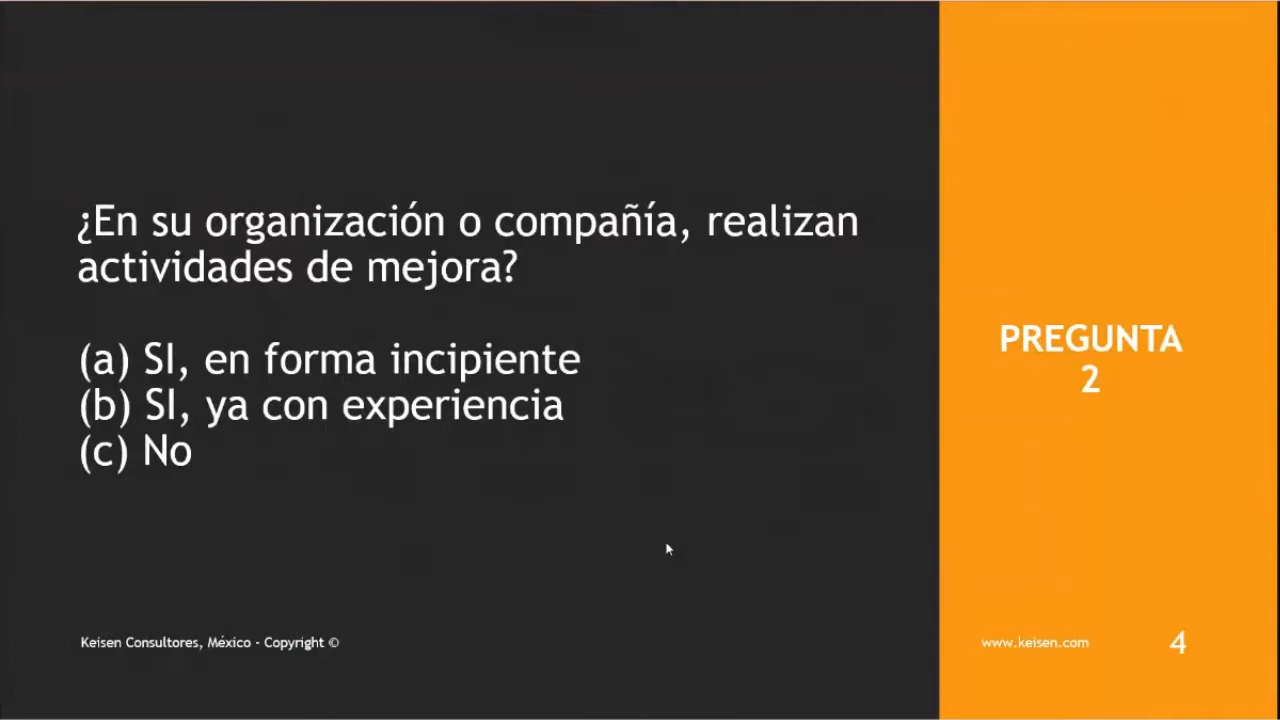 ¿En su organización o compañía, realizan
actividades de mejora?
(a) SI, en forma incipiente
(b) SI, ya con experiencia
(c) No
PREGUNTA
2
Keisen Consultores, México - Copyright ©
www.keisen.com
4